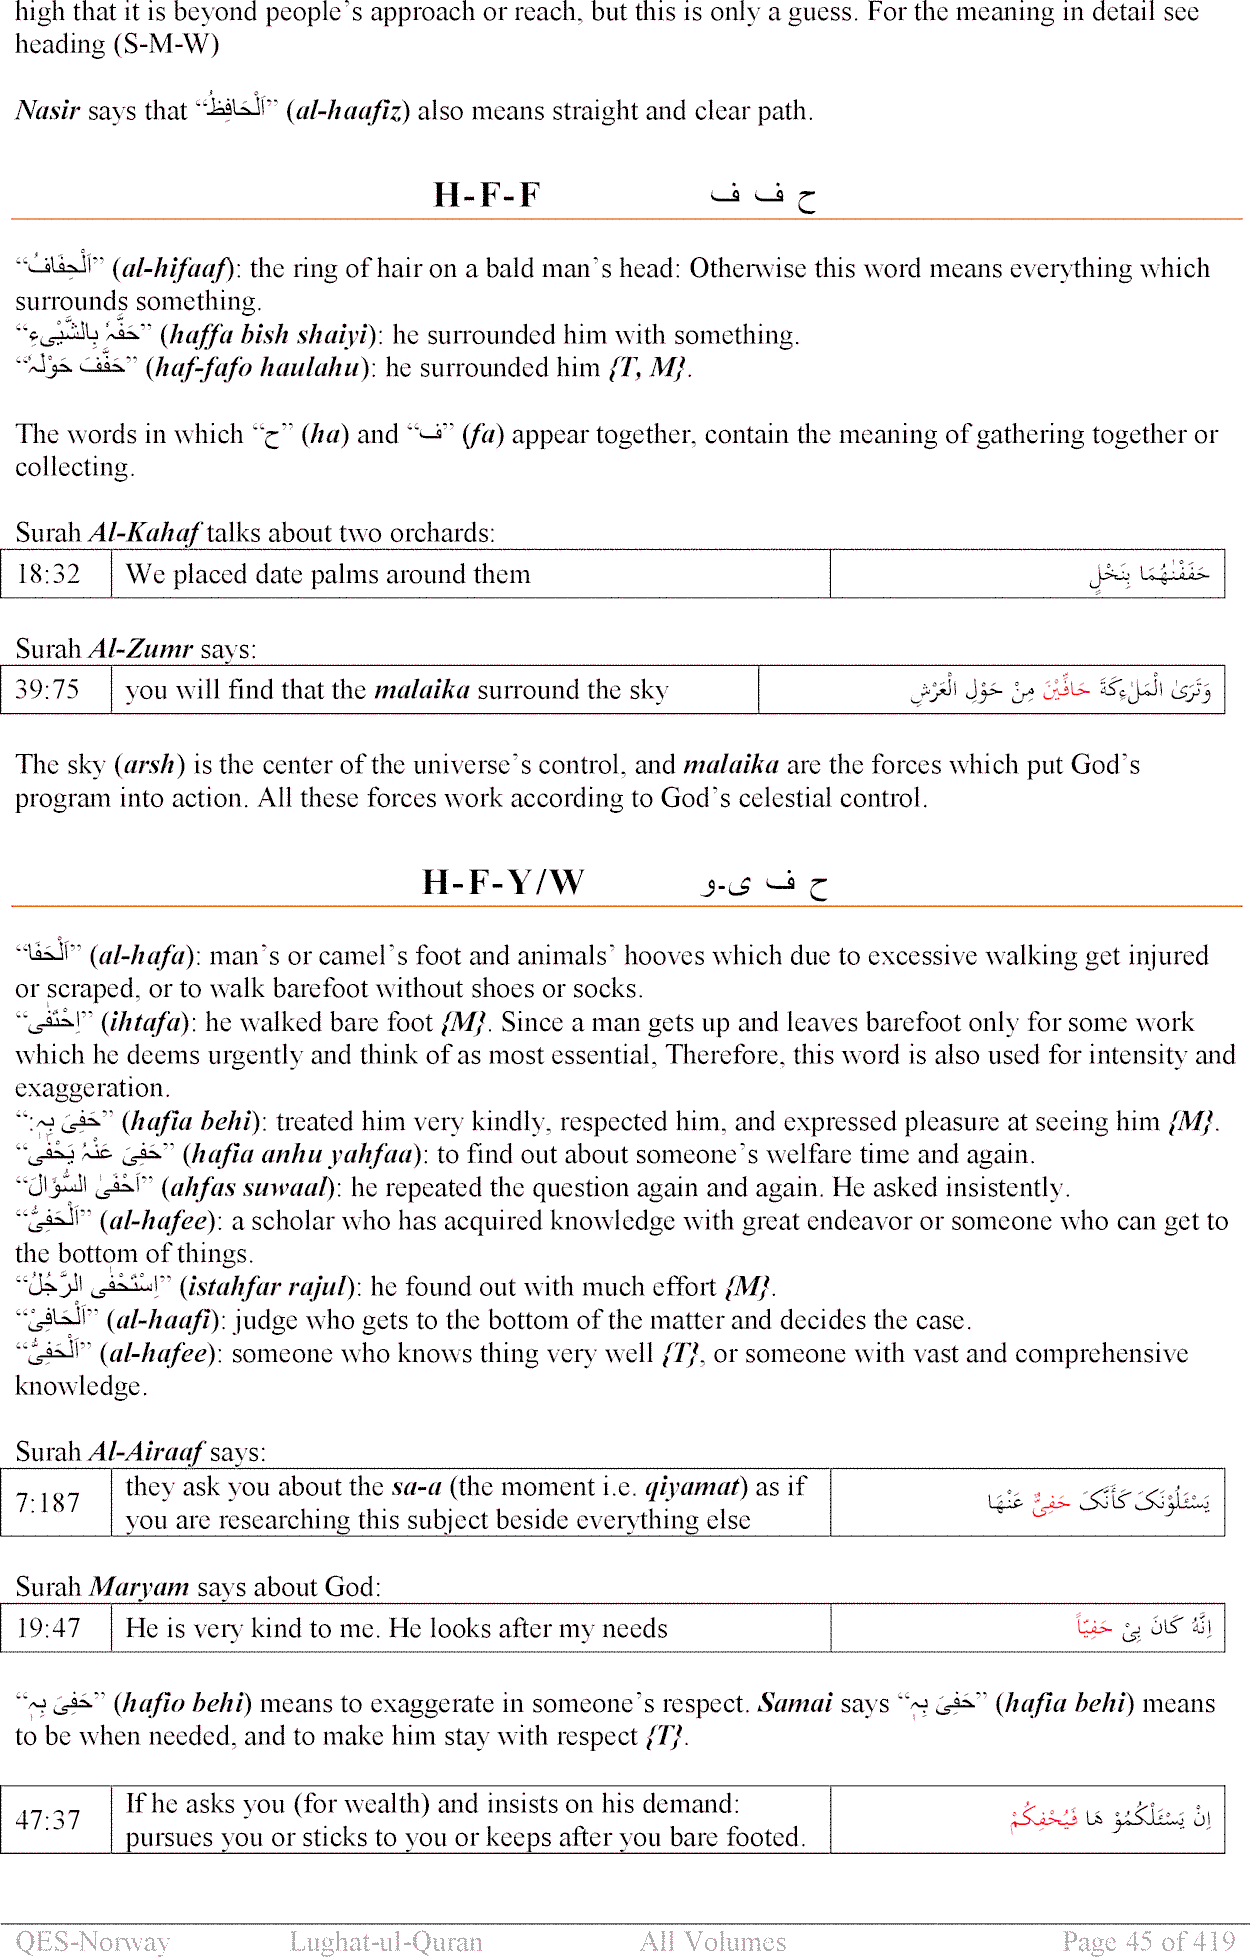 high that it is beyond people's approach or reach, but this is only a guess. For the meaning in detail see
heading (S-M-W)
Nasir says that “اَلْحَافِظُ” (al-haafiz) also means straight and clear path.
H-F-F ح ف ف
“اَلْحِفَافُ” (al-hifaaf): the ring of hair on a bald man's head: Otherwise this word means everything which
surrounds something.
“حَفَّہٗ بِالشَّیْیءِ” (haffa bish shaiyi): he surrounded him with something.
“حَفَّفَ حَوْلَہٗ” (haf-fafo haulahu): he surrounded him {T, M}.
The words in which “ح” (ha) and “ف” (fa) appear together, contain the meaning of gathering together or
collecting.
Surah Al-Kahaf talks about two orchards:
18:32 We placed date palms around them حَفَفْنٰهُمَا بِنَخْلٍ
Surah Al-Zumr says:
39:75 you will find that the malaika surround the sky وَتَرَىٰ الْمَلٰءِكَةَ حَافِّيْنَ مِنْ حَوْلِ الْعَرْشِ
The sky (arsh) is the center of the universe's control, and malaika are the forces which put God's
program into action. All these forces work according to God's celestial control.
H-F-Y/W ح ف ی-و
“اَلْحَفَا” (al-hafa): man's or camel's foot and animals' hooves which due to excessive walking get injured
or scraped, or to walk barefoot without shoes or socks.
“اِحْتَفٰی” (ihtafa): he walked bare foot {M}. Since a man gets up and leaves barefoot only for some work
which he deems urgently and think of as most essential, Therefore, this word is also used for intensity and
exaggeration.
“حَفِیَ بِہٖ:” (hafia behi): treated him very kindly, respected him, and expressed pleasure at seeing him {M}.
“حَفِیَ عَنْہُ یَحْفٰی” (hafia anhu yahfaa): to find out about someone's welfare time and again.
“اَحْفَیٰ السُّؤَالَ” (ahfas suwaal): he repeated the question again and again. He asked insistently.
“اَلْحَفِیُّ” (al-hafee): a scholar who has acquired knowledge with great endeavor or someone who can get to
the bottom of things.
“اِسْتَحْفٰی الرَّجُلُ” (istahfar rajul): he found out with much effort {M}.
“اَلْحَافِیْ” (al-haafi): judge who gets to the bottom of the matter and decides the case.
“اَلْحَفِیُّ” (al-hafee): someone who knows thing very well {T}, or someone with vast and comprehensive
knowledge.
Surah Al-Airaaf says:
7:187 they ask you about the sa-a (the moment i.e. qiyamat) as if
you are researching this subject beside everything else يَسْئَلُوْنَکَ كَأَنَّکَ حَفِیٌّ عَنْهَا
Surah Maryam says about God:
19:47 He is very kind to me. He looks after my needs اِنَّهُ كَانَ بِیْ حَفِيّاً
“حَفِیَ بِہٖ” (hafio behi) means to exaggerate in someone's respect. Samai says “حَفِیَ بِہٖ” (hafia behi) means
to be when needed, and to make him stay with respect {T}.
47:37 If he asks you (for wealth) and insists on his demand:
pursues you or sticks to you or keeps after you bare footed. اِنْ يَسْئَلْكُمُوْ هَا فَيُحْفِكُمْ
QES-Norway Lughat-ul-Quran All Volumes Page 45 of 419